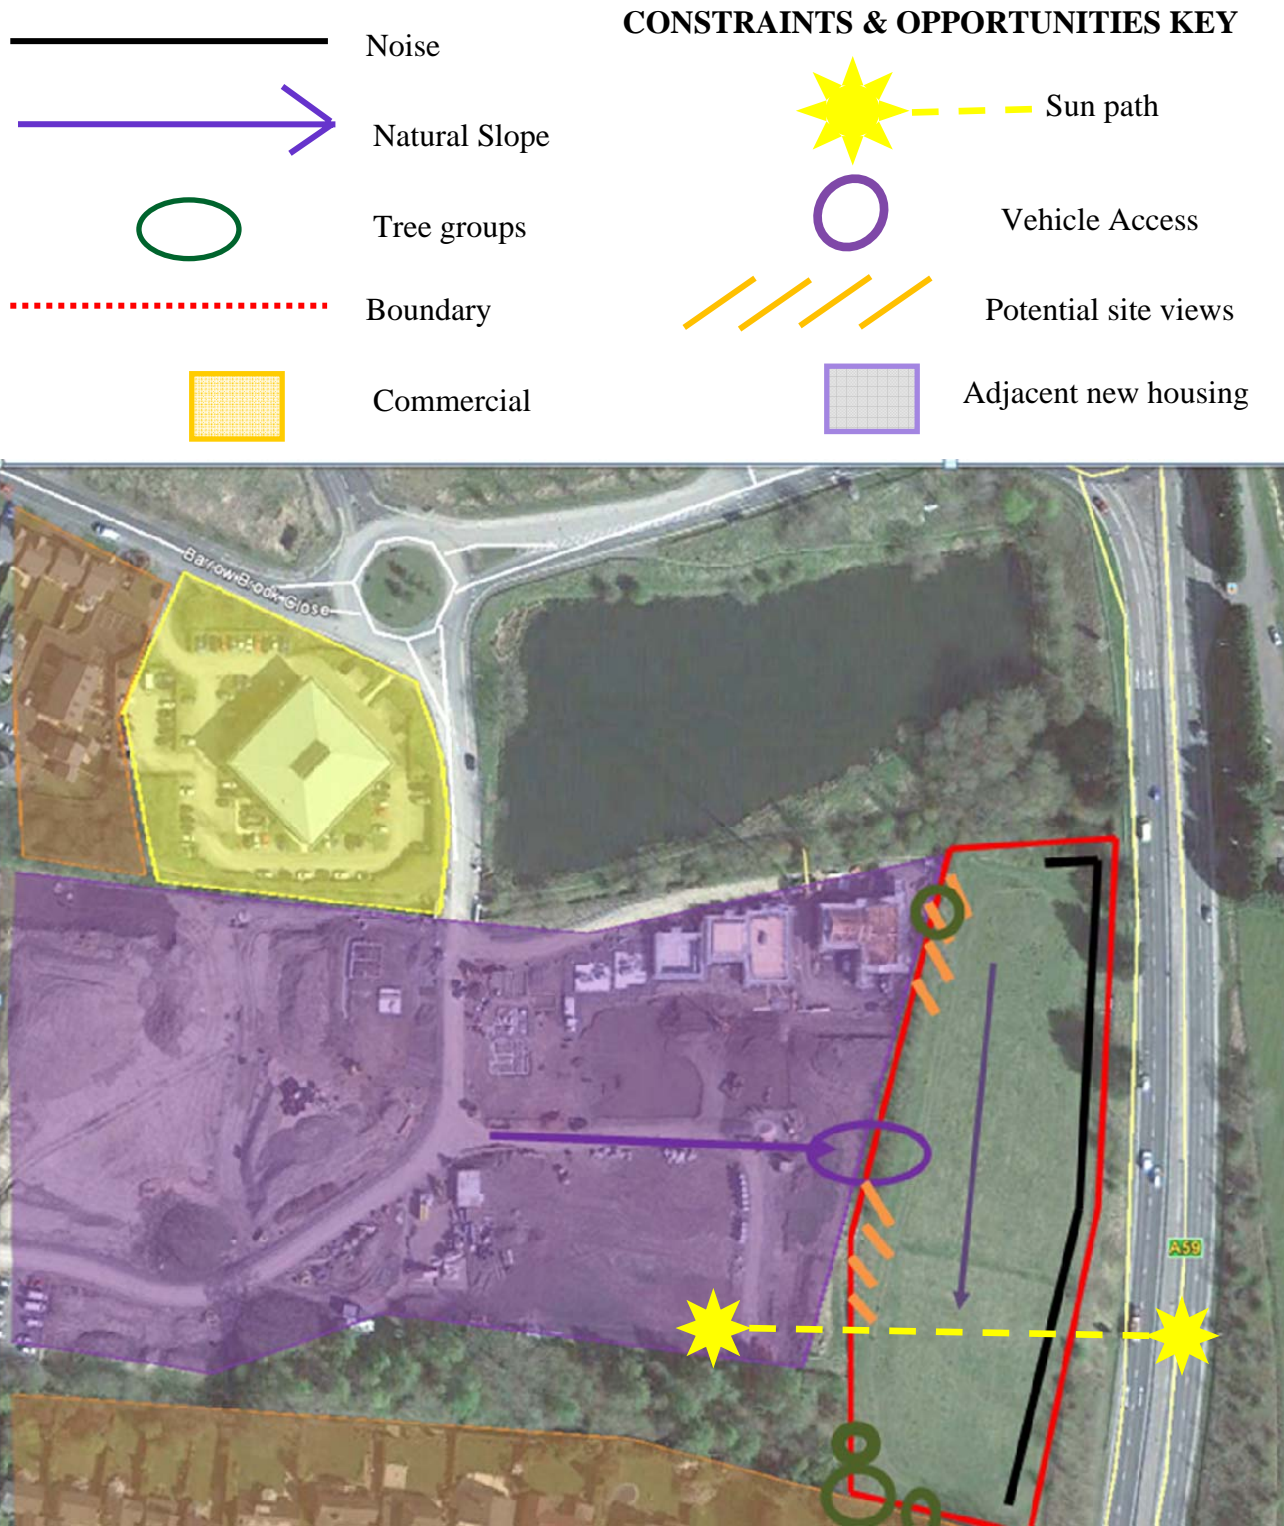 CONSTRAINTS & OPPORTUNITIES KEY
Noise
Sun path
Natural Slope
Vehicle Access
Tree groups
Potential site views
Boundary
Adjacent new housing
Commercial
Barrow Brook Close
A59